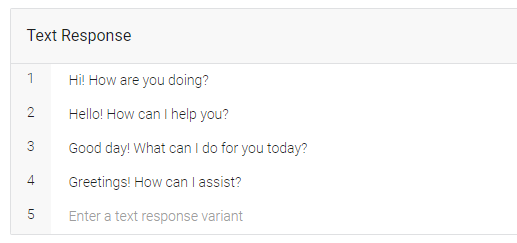 Text Response
1 Hi! How are you doing?
2 Hello! How can I help you?
3 Good day! What can I do for you today?
4 Greetings! How can I assist?
5 Enter a text response variant